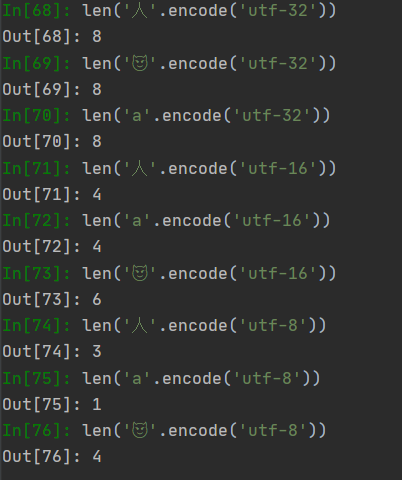 In[68]: len('人'.encode('utf-32'))
Out[68]: 8
In[69]: len('😈'.encode('utf-32'))
Out[69]: 8
In[70]: len('a'.encode('utf-32'))
Out[70]: 8
In[71]: len('人'.encode('utf-16'))
Out[71]: 4
In[72]: len('a'.encode('utf-16'))
Out[72]: 4
In[73]: len('😈'.encode('utf-16'))
Out[73]: 6
In[74]: len('人'.encode('utf-8'))
Out[74]: 3
In[75]: len('a'.encode('utf-8'))
Out[75]: 1
In[76]: len('😈'.encode('utf-8'))
Out[76]: 4